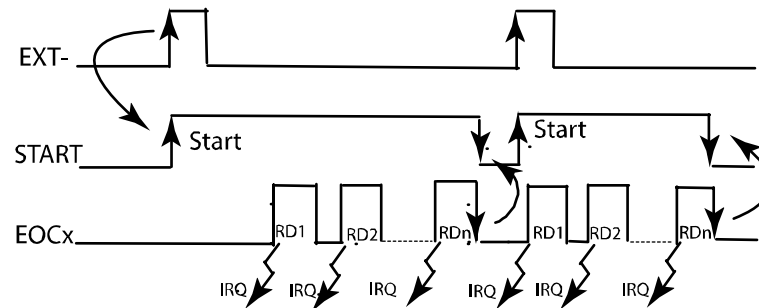 EXT-
START Start Start
EOCx RD1 RD2 RDn RD1 RD2 RDn
IRQ IRQ IRQ IRQ IRQ IRQ